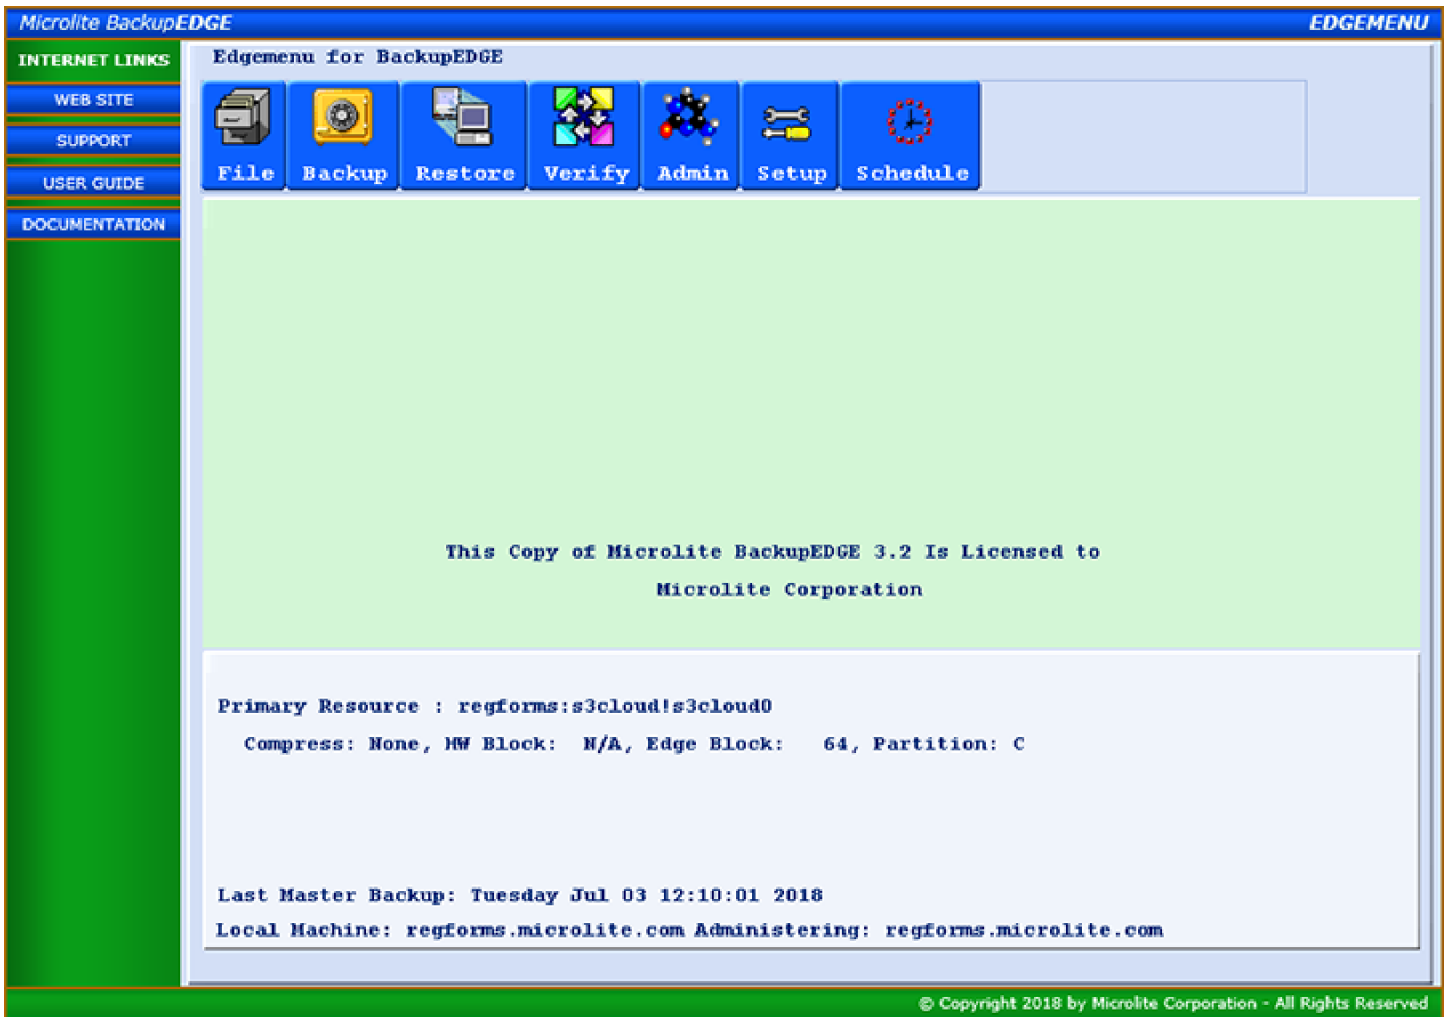 Microlite BackupEDGE EDGEMENU
INTERNET LINKS
WEB SITE
SUPPORT
USER GUIDE
DOCUMENTATION
Edgemenu for BackupEDGE
File Backup Restore Verify Admin Setup Schedule
This Copy of Microlite BackupEDGE 3.2 Is Licensed to
Microlite Corporation
Primary Resource : regforms:s3cloud!s3cloud0
Compress: None, HW Block: N/A, Edge Block: 64, Partition: C
Last Master Backup: Tuesday Jul 03 12:10:01 2018
Local Machine: regforms.microlite.com Administering: regforms.microlite.com
© Copyright 2018 by Microlite Corporation - All Rights Reserved